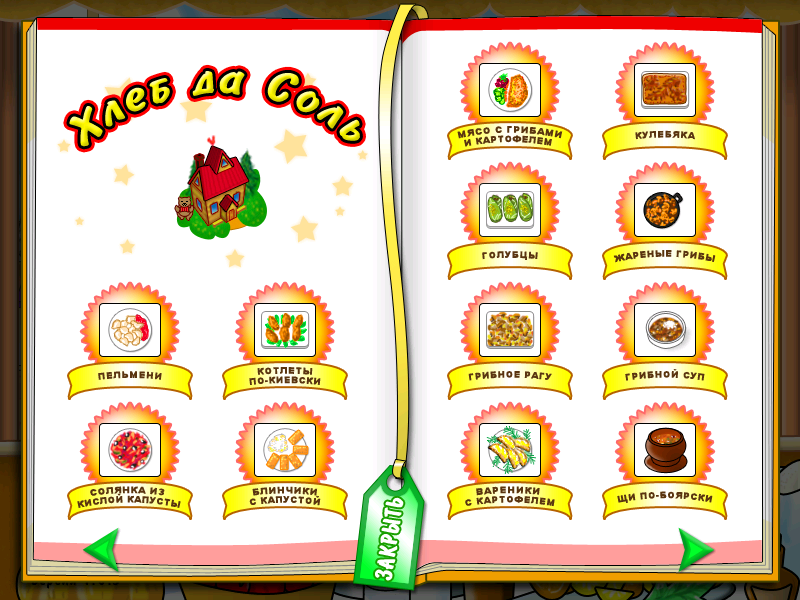 Хлеб да Соль
ПЕЛЬМЕНИ
КОТЛЕТЫ
ПО-КИЕВСКИ
СОЛЯНКА ИЗ
КИСЛОЙ КАПУСТЫ
БЛИНЧИКИ
С КАПУСТОЙ
МЯСО С ГРИБАМИ
И КАРТОФЕЛЕМ
КУЛЕБЯКА
ГОЛУБЦЫ
ЖАРЕНЫЕ ГРИБЫ
ГРИБНОЕ РАГУ
ГРИБНОЙ СУП
ВАРЕНИКИ
С КАРТОФЕЛЕМ
ЩИ ПО-БОЯРСКИ
ЗАКРЫТЬ